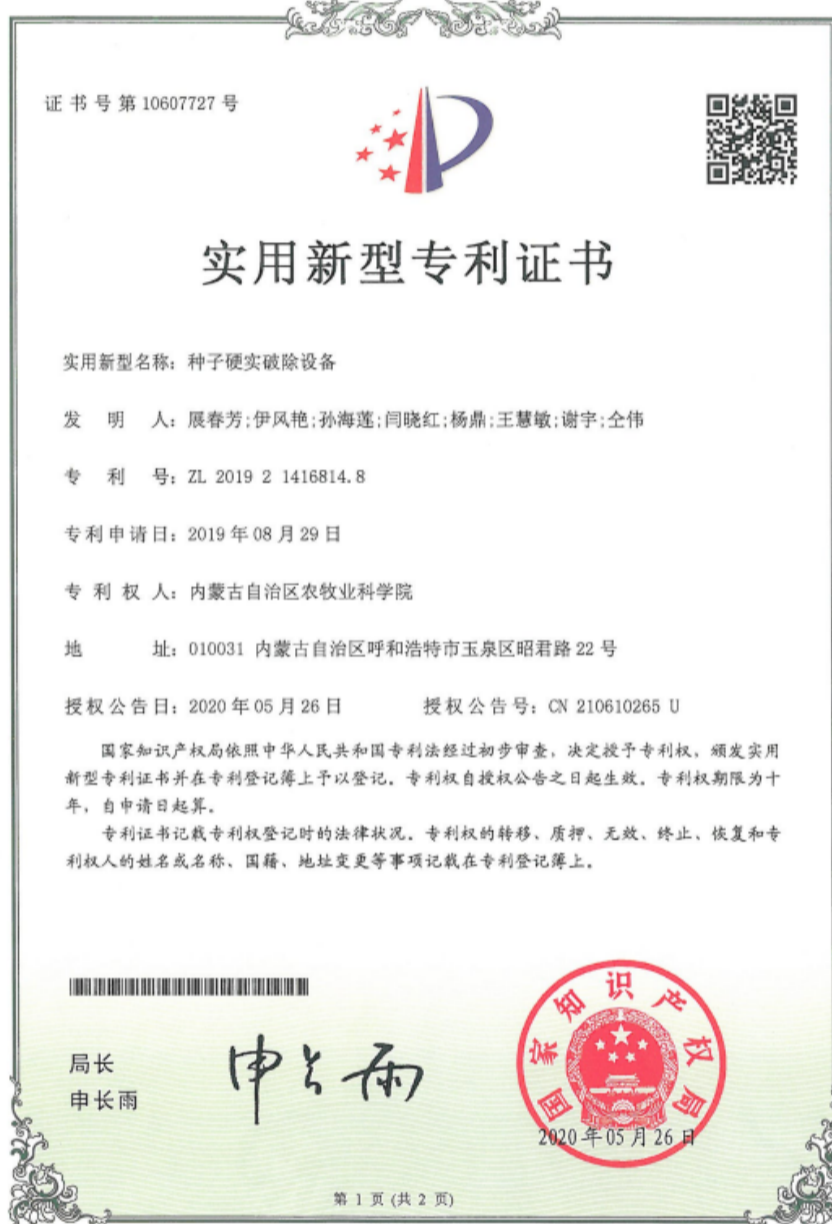 证书号第10607727号
实用新型专利证书
实用新型名称：种子硬实破除设备
发明人：展春芳;伊风艳;孙海莲;闫晓红;杨鼎;王慧敏;谢宇;仝伟
专利号：ZL 2019 2 1416814.8
专利申请日：2019年08月29日
专利权人：内蒙古自治区农牧业科学院
地址：010031 内蒙古自治区呼和浩特市玉泉区昭君路22号
授权公告日：2020年05月26日 授权公告号：CN 210610265 U
国家知识产权局依照中华人民共和国专利法经过初步审查，决定授予专利权，颁发实用
新型专利证书并在专利登记簿上予以登记。专利权自授权公告之日起生效。专利权期限为十
年，自申请日起算。
专利证书记载专利权登记时的法律状况。专利权的转移、质押、无效、终止、恢复和专
利权人的姓名或名称、国籍、地址变更等事项记载在专利登记簿上。
局长
申长雨
申长雨
国家知识产权局
2020年05月26日
第 1 页 (共 2 页)